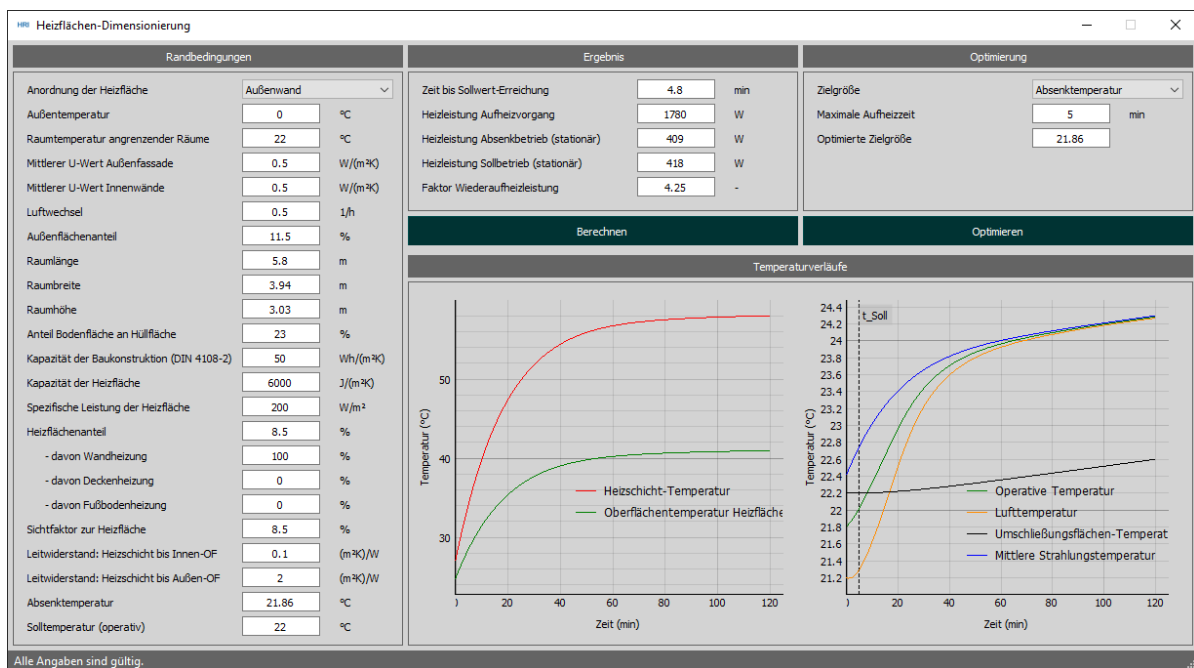 HRI Heizflächen-Dimensionierung
Randbedingungen
Anordnung der Heizfläche Außenwand
Außentemperatur 0 °C
Raumtemperatur angrenzender Räume 22 °C
Mittlerer U-Wert Außenfassade 0.5 W/(m²K)
Mittlerer U-Wert Innenwände 0.5 W/(m²K)
Luftwechsel 0.5 1/h
Außenflächenanteil 11.5 %
Raumlänge 5.8 m
Raumbreite 3.94 m
Raumhöhe 3.03 m
Anteil Bodenfläche an Hüllfläche 23 %
Kapazität der Baukonstruktion (DIN 4108-2) 50 Wh/(m²K)
Kapazität der Heizfläche 6000 J/(m²K)
Spezifische Leistung der Heizfläche 200 W/m²
Heizflächenanteil 8.5 %
- davon Wandheizung 100 %
- davon Deckenheizung 0 %
- davon Fußbodenheizung 0 %
Sichtfaktor zur Heizfläche 8.5 %
Leitwiderstand: Heizschicht bis Innen-OF 0.1 (m²K)/W
Leitwiderstand: Heizschicht bis Außen-OF 2 (m²K)/W
Absenktemperatur 21.86 °C
Solltemperatur (operativ) 22 °C
Ergebnis
Zeit bis Sollwert-Erreichung 4.8 min
Heizleistung Aufheizvorgang 1780 W
Heizleistung Absenkbetrieb (stationär) 409 W
Heizleistung Sollbetrieb (stationär) 418 W
Faktor Wiederaufheizleistung 4.25 -
Berechnen
Optimierung
Zielgröße Absenktemperatur
Maximale Aufheizzeit 5 min
Optimierte Zielgröße 21.86
Optimieren
Temperaturverläufe
Temperatur (°C)
50
40
30
Heizschicht-Temperatur
Oberflächentemperatur Heizfläche
20 40 60 80 100 120
Zeit (min)
Temperatur (°C)
24.4
24.2
24
23.8
23.6
23.4
23.2
23
22.8
22.6
22.4
22.2
22
21.8
21.6
21.4
21.2
t_Soll
Operative Temperatur
Lufttemperatur
Umschließungsflächen-Temperat
Mittlere Strahlungstemperatur
20 40 60 80 100 120
Zeit (min)
Alle Angaben sind gültig.